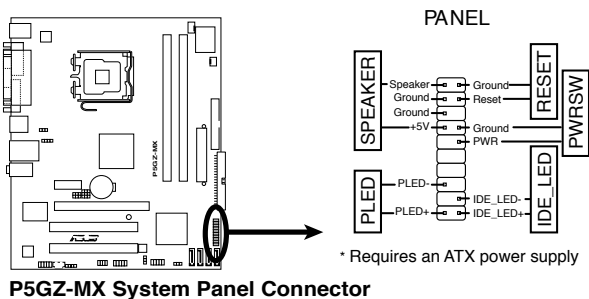 PANEL
SPEAKER
Speaker
Ground
Ground
+5V
Ground
Reset
Ground
PWR
RESET
PWRSW
PLED
PLED-
PLED+
IDE_LED-
IDE_LED+
IDE_LED
P5GZ-MX
ASUS
* Requires an ATX power supply
P5GZ-MX System Panel Connector